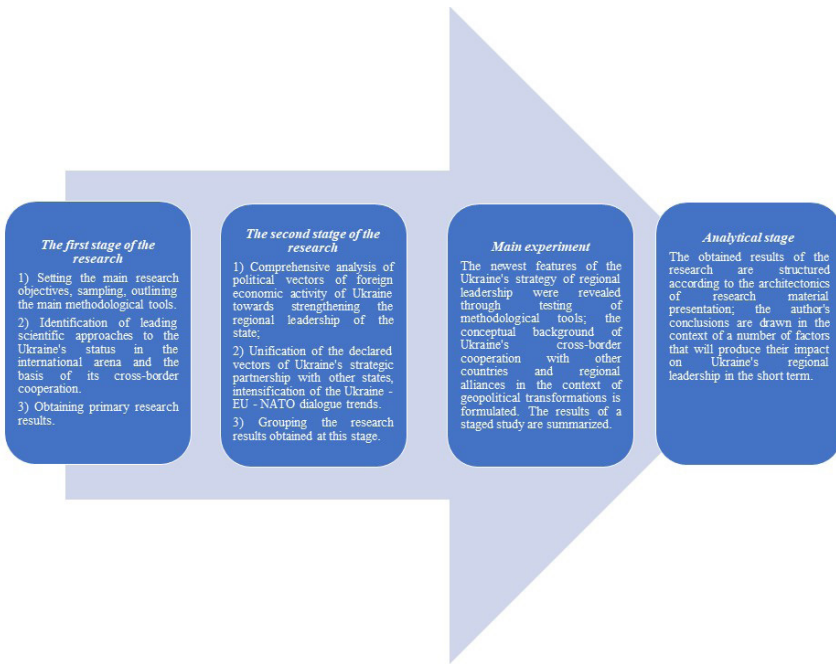 The first stage of the
research
1) Setting the main research
objectives, sampling, outlining
the main methodological tools.
2) Identification of leading
scientific approaches to the
Ukraine's status in the
international arena and the
basis of its cross-border
cooperation.
3) Obtaining primary research
results.
The second statge of the
research
1) Comprehensive analysis of
political vectors of foreign
economic activity of Ukraine
towards strengthening the
regional leadership of the
state;
2) Unification of the declared
vectors of Ukraine's strategic
partnership with other states,
intensification of the Ukraine -
EU - NATO dialogue trends.
3) Grouping the research
results obtained at this stage.
Main experiment
The newest features of the
Ukraine's strategy of regional
leadership were revealed
through testing of
methodological tools; the
conceptual background of
Ukraine's cross-border
cooperation with other
countries and regional
alliances in the context of
geopolitical transformations is
formulated. The results of a
staged study are summarized.
Analytical stage
The obtained results of the
research are structured
according to the architectonics
of research material
presentation; the author's
conclusions are drawn in the
context of a number of factors
that will produce their impact
on Ukraine's regional
leadership in the short term.